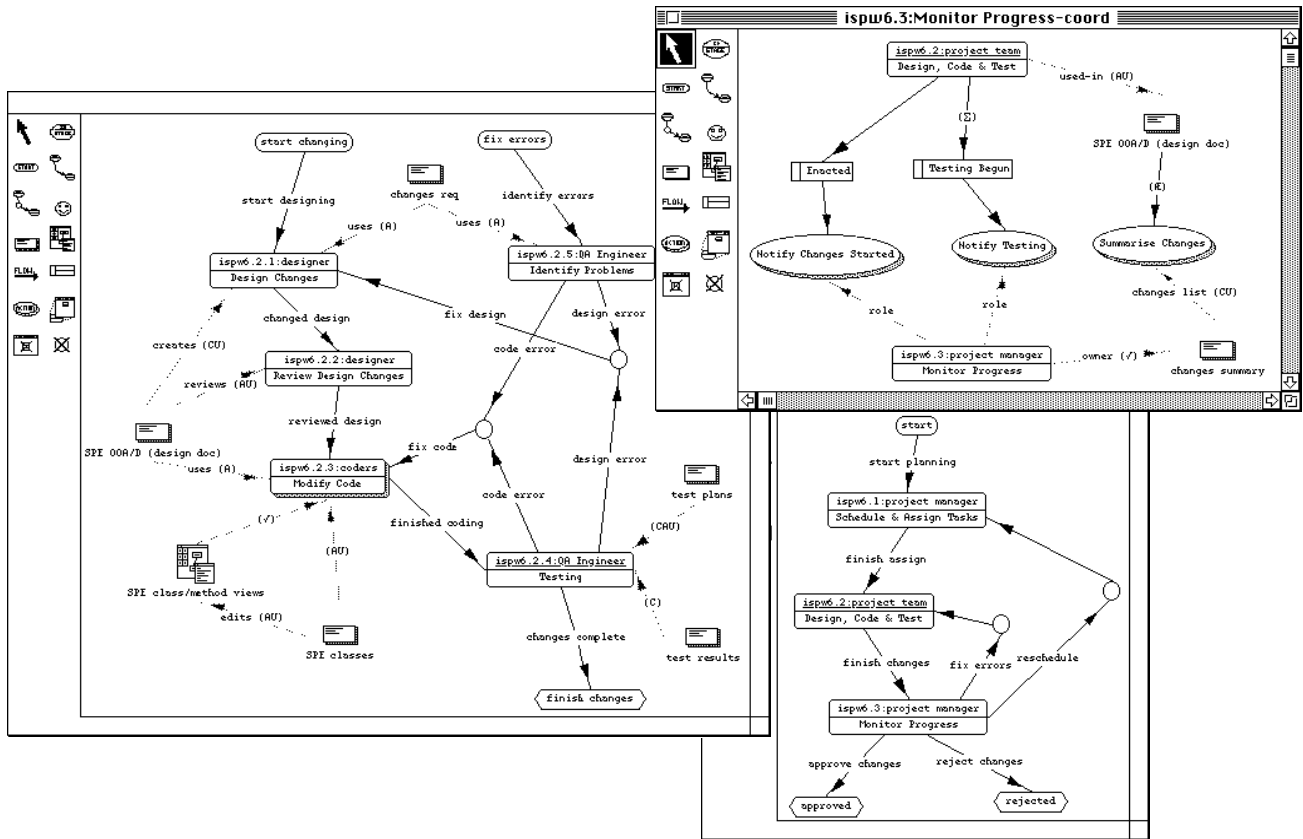 ispw6.3:Monitor Progress-coord
START
FLOW
ACTION
ispw6.2:project team
Design, Code & Test
used-in (AU)
(Σ)
SPE OOA/D (design doc)
Enacted
Testing Begun
(Æ)
Notify Changes Started
Notify Testing
Summarise Changes
changes list (CU)
role
role
ispw6.3:project manager
Monitor Progress
owner (√)
changes summary
START
FLOW
start changing
fix errors
changes req
identify errors
start designing
uses (A)
uses (A)
ispw6.2.1:designer
Design Changes
ispw6.2.5:QA Engineer
Identify Problems
changed design
fix design
design error
creates (CU)
code error
ispw6.2.2:designer
Review Design Changes
reviews (AU)
reviewed design
SPE OOA/D (design doc)
uses (A)
fix code
design error
ispw6.2.3:coders
Modify Code
code error
test plans
(√)
finished coding
(CAU)
(AU)
ispw6.2.4:QA Engineer
Testing
SPE class/method views
edits (AU)
(C)
changes complete
SPE classes
test results
finish changes
start
start planning
ispw6.1:project manager
Schedule & Assign Tasks
finish assign
ispw6.2:project team
Design, Code & Test
finish changes
fix errors
reschedule
ispw6.3:project manager
Monitor Progress
approve changes
reject changes
approved
rejected